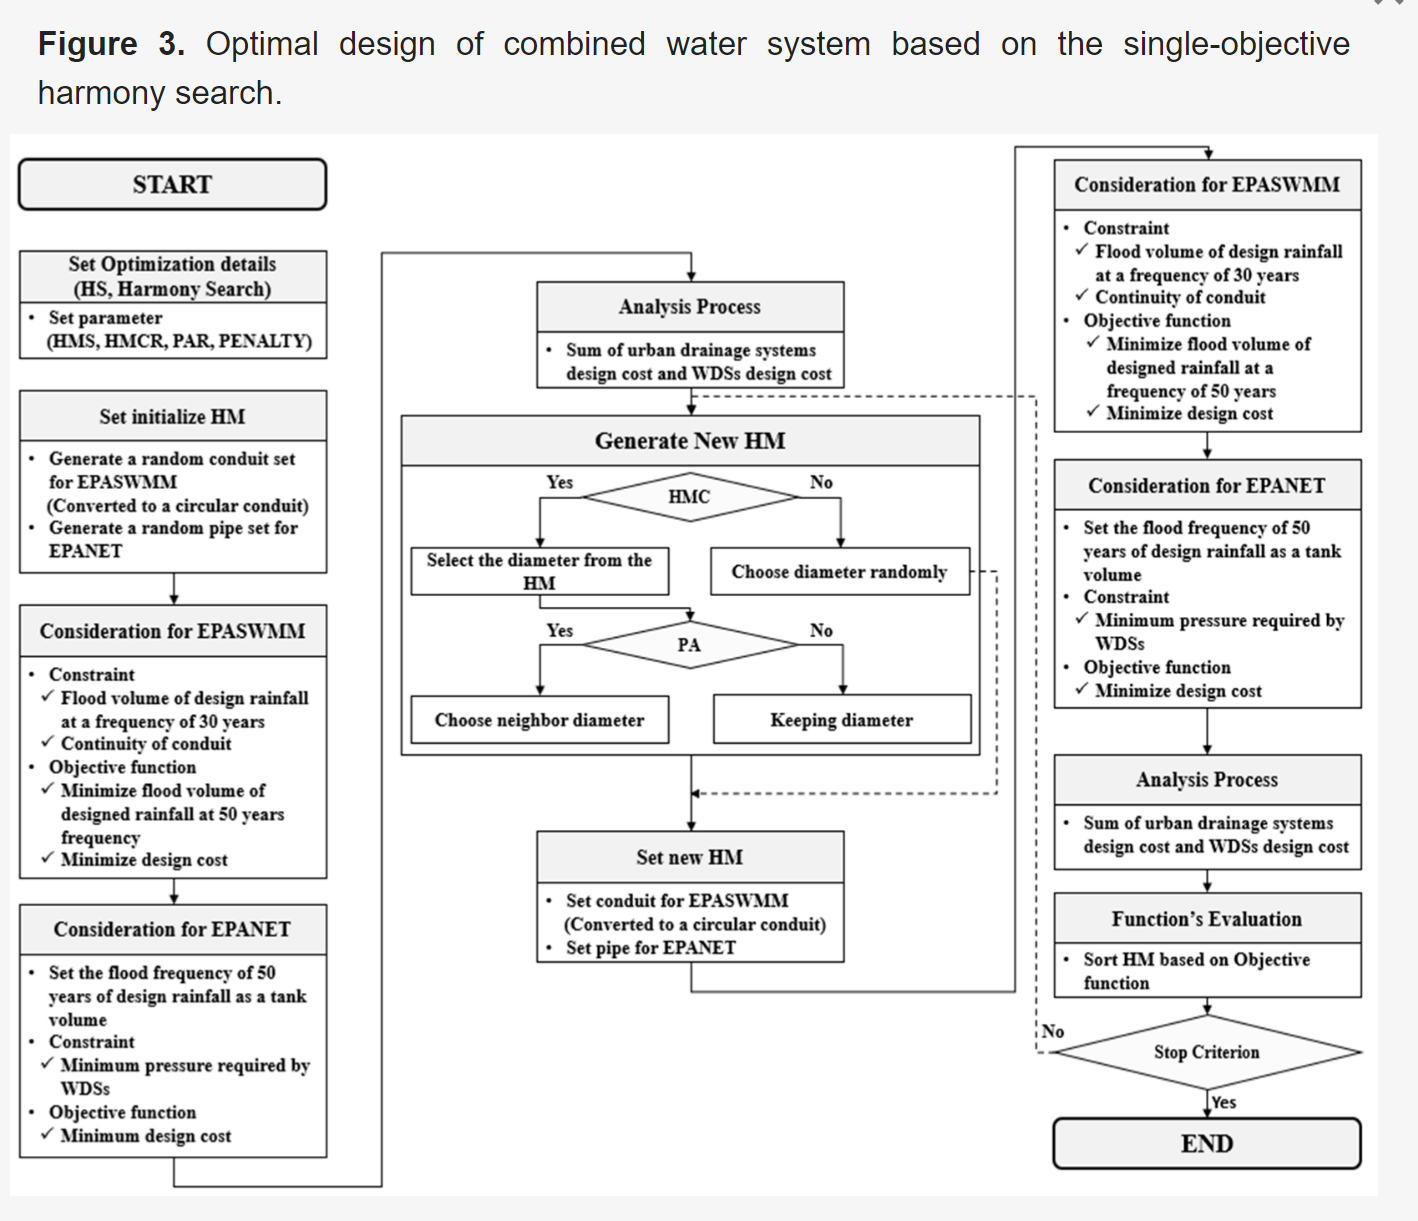 Figure 3. Optimal design of combined water system based on the single-objective
harmony search.
START
Set Optimization details
(HS, Harmony Search)
• Set parameter
(HMS, HMCR, PAR, PENALTY)
Set initialize HM
• Generate a random conduit set
for EPASWMM
(Converted to a circular conduit)
• Generate a random pipe set for
EPANET
Consideration for EPASWMM
• Constraint
✓ Flood volume of design rainfall
at a frequency of 30 years
✓ Continuity of conduit
• Objective function
✓ Minimize flood volume of
designed rainfall at 50 years
frequency
✓ Minimize design cost
Consideration for EPANET
• Set the flood frequency of 50
years of design rainfall as a tank
volume
• Constraint
✓ Minimum pressure required by
WDSs
• Objective function
✓ Minimum design cost
Analysis Process
• Sum of urban drainage systems
design cost and WDSs design cost
Generate New HM
Yes
HMC
No
Select the diameter from the
HM
Choose diameter randomly
Yes
PA
No
Choose neighbor diameter
Keeping diameter
Set new HM
• Set conduit for EPASWMM
(Converted to a circular conduit)
• Set pipe for EPANET
Consideration for EPASWMM
• Constraint
✓ Flood volume of design rainfall
at a frequency of 30 years
✓ Continuity of conduit
• Objective function
✓ Minimize flood volume of
designed rainfall at a
frequency of 50 years
✓ Minimize design cost
Consideration for EPANET
• Set the flood frequency of 50
years of design rainfall as a tank
volume
• Constraint
✓ Minimum pressure required by
WDSs
• Objective function
✓ Minimize design cost
Analysis Process
• Sum of urban drainage systems
design cost and WDSs design cost
Function's Evaluation
• Sort HM based on Objective
function
No
Stop Criterion
Yes
END